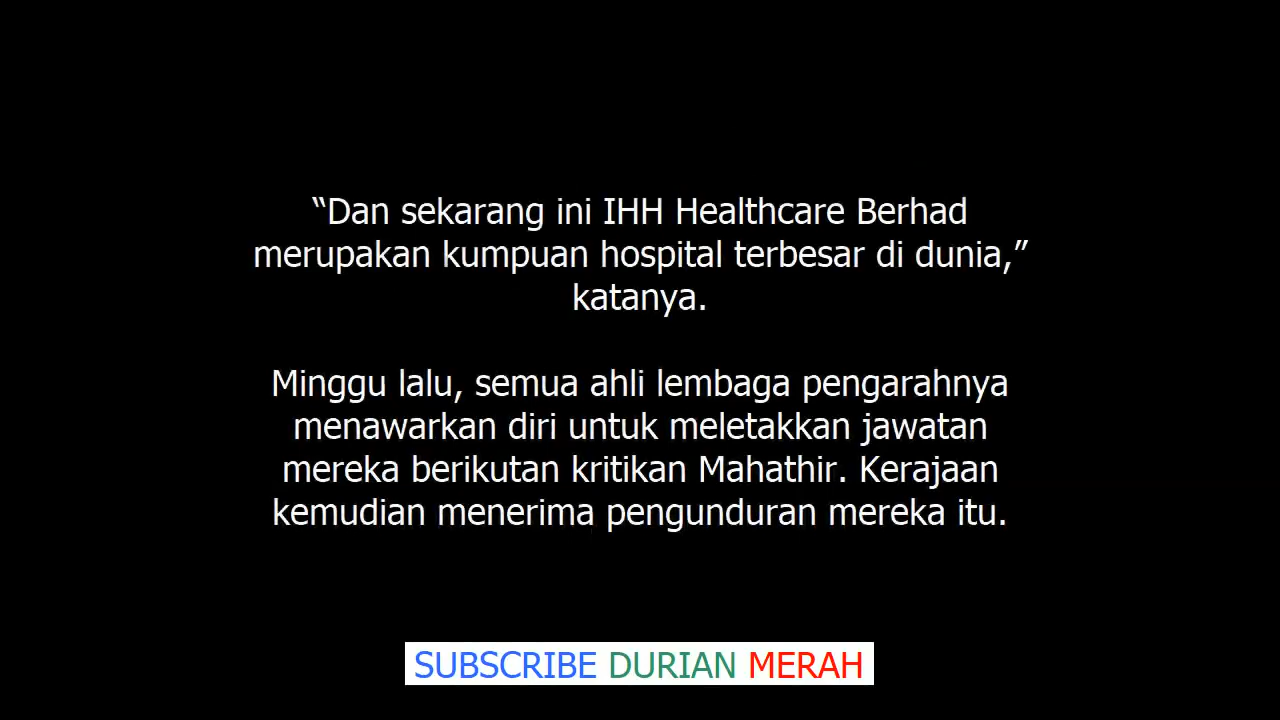 “Dan sekarang ini IHH Healthcare Berhad
merupakan kumpuan hospital terbesar di dunia,”
katanya.
Minggu lalu, semua ahli lembaga pengarahnya
menawarkan diri untuk meletakkan jawatan
mereka berikutan kritikan Mahathir. Kerajaan
kemudian menerima pengunduran mereka itu.
SUBSCRIBE DURIAN MERAH